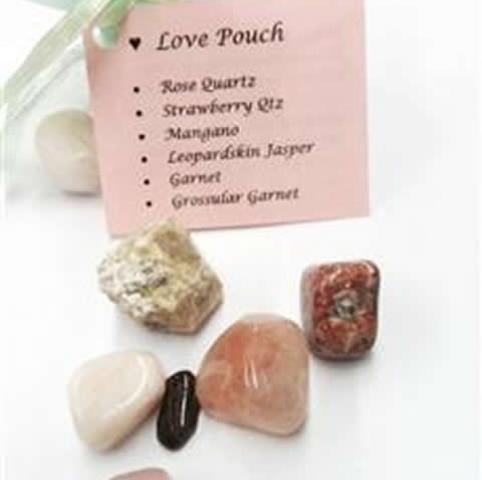 ♥ Love Pouch
• Rose Quartz
• Strawberry Qtz
• Mangano
• Leopardskin Jasper
• Garnet
• Grossular Garnet